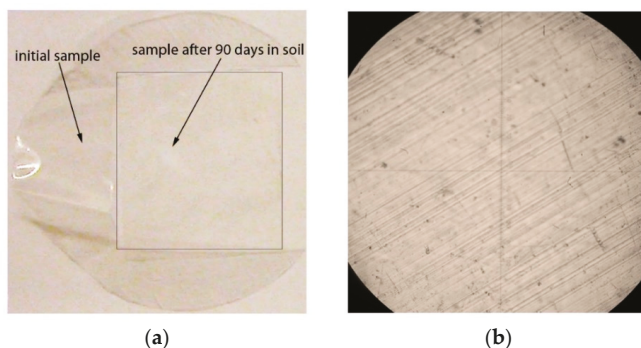 initial sample
sample after 90 days in soil
(a)
(b)